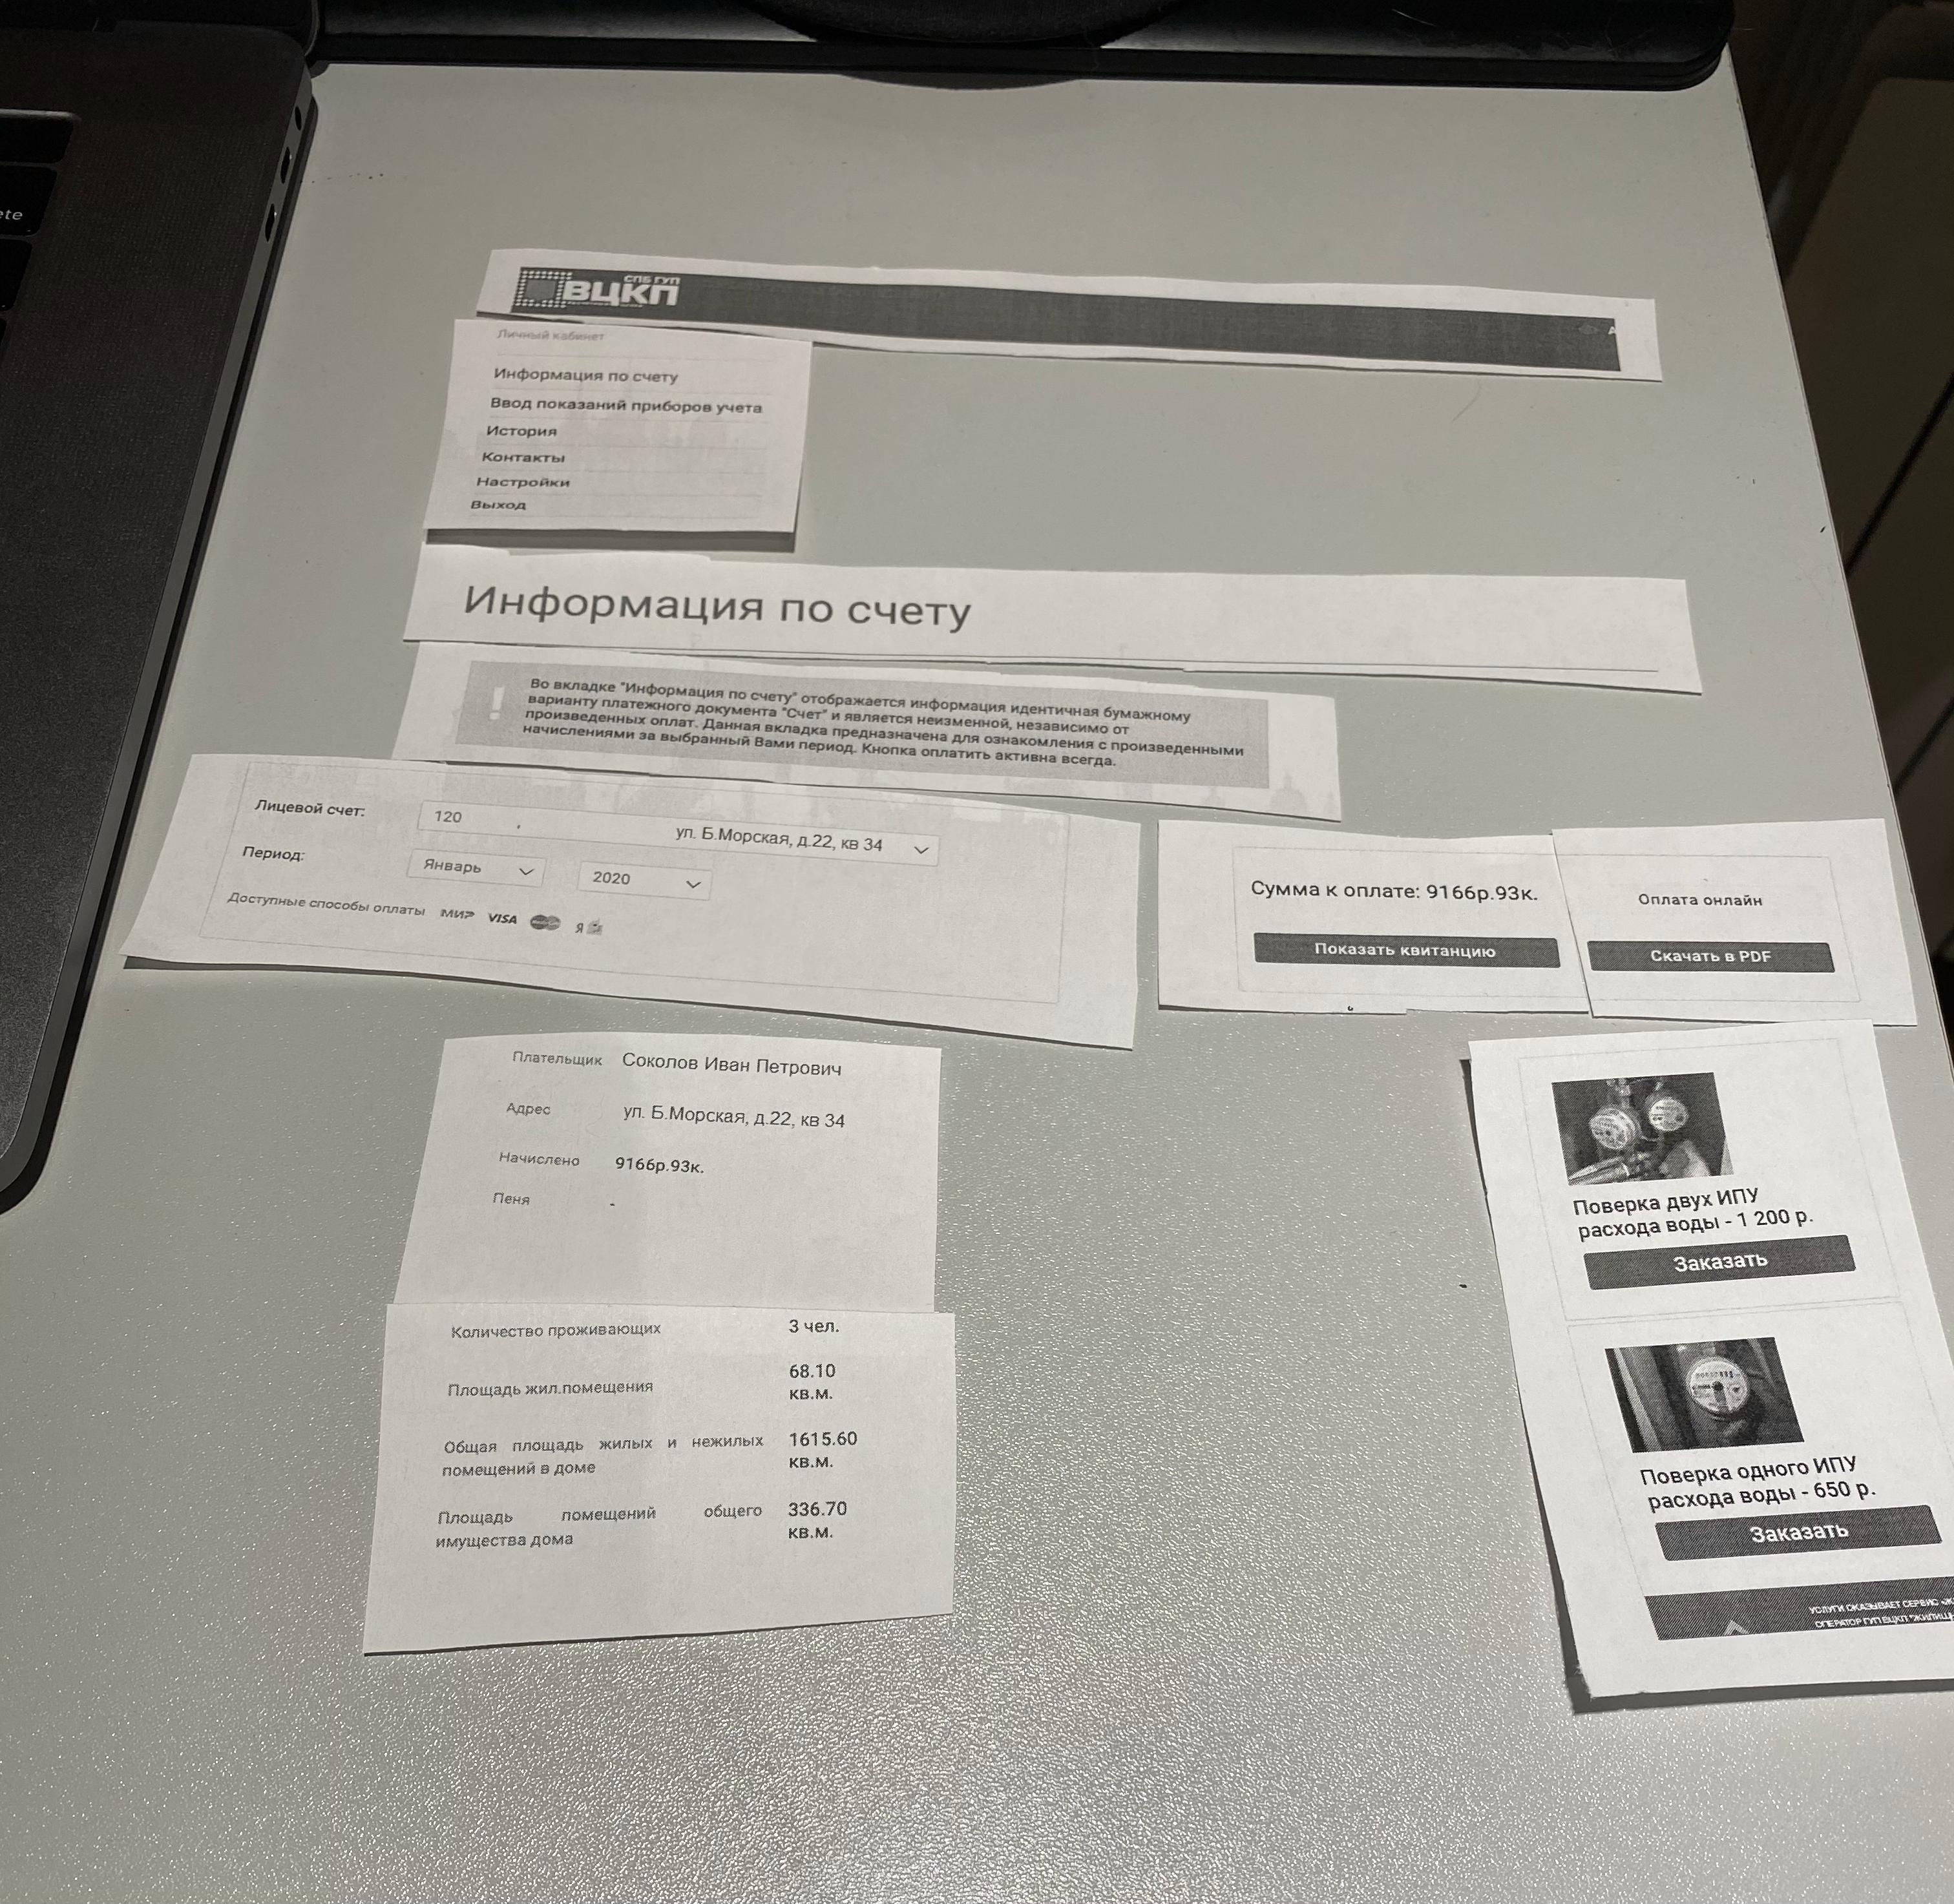 ete
СПБ ГУП
ВЦКП
Личный кабинет
Информация по счету
Ввод показаний приборов учета
История
Контакты
Настройки
Выход
Информация по счету
! Во вкладке "Информация по счету" отображается информация идентичная бумажному
варианту платежного документа "Счет" и является неизменной, независимо от
произведенных оплат. Данная вкладка предназначена для ознакомления с произведенными
начислениями за выбранный Вами период. Кнопка оплатить активна всегда.
Лицевой счет: 120 , ул. Б.Морская, д.22, кв 34
Период: Январь 2020
Доступные способы оплаты МИР VISA
Сумма к оплате: 9166р.93к.
Показать квитанцию
Оплата онлайн
Скачать в PDF
Плательщик Соколов Иван Петрович
Адрес ул. Б.Морская, д.22, кв 34
Начислено 9166р.93к.
Пеня -
Количество проживающих 3 чел.
Площадь жил.помещения 68.10
кв.м.
Общая площадь жилых и нежилых 1615.60
помещений в доме кв.м.
Площадь помещений общего 336.70
имущества дома кв.м.
Поверка двух ИПУ
расхода воды - 1 200 р.
Заказать
Поверка одного ИПУ
расхода воды - 650 р.
Заказать
УСЛУГИ ОКАЗЫВАЕТ СЕРВИС
ОПЕРАТОР ГУП ВЦКП